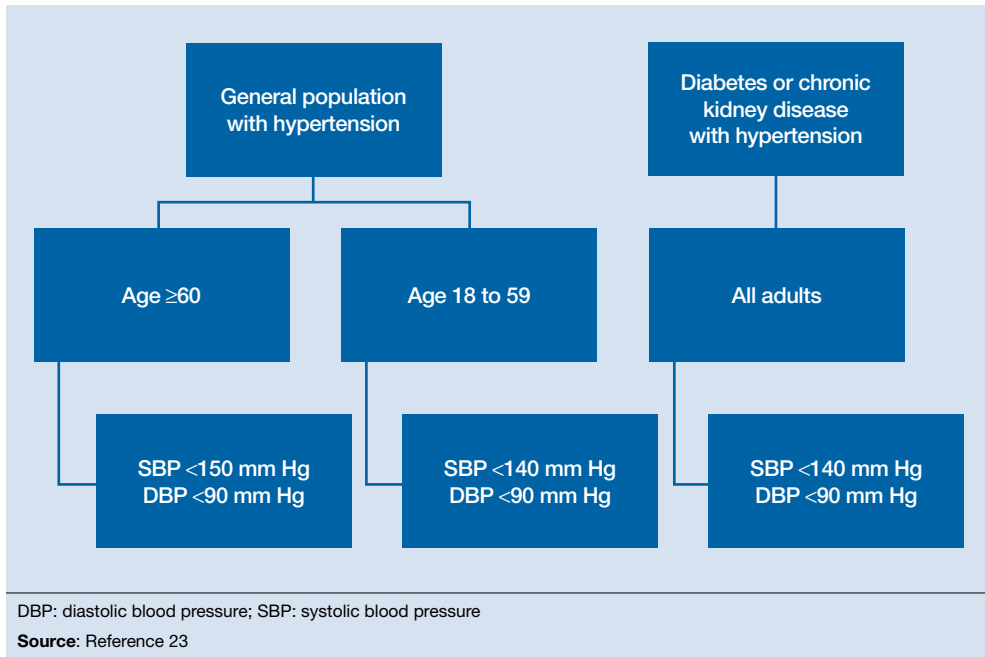 General population
with hypertension
Diabetes or chronic
kidney disease
with hypertension
Age ≥60
Age 18 to 59
All adults
SBP <150 mm Hg
DBP <90 mm Hg
SBP <140 mm Hg
DBP <90 mm Hg
SBP <140 mm Hg
DBP <90 mm Hg
DBP: diastolic blood pressure; SBP: systolic blood pressure
Source: Reference 23